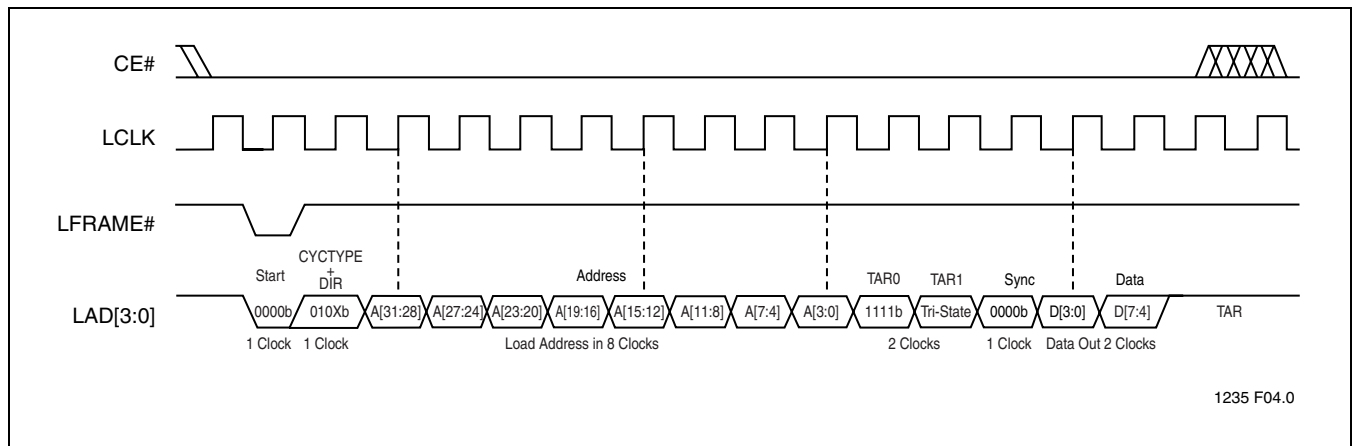 CE#
LCLK
LFRAME#
CYCTYPE
Start + Address TAR0 TAR1 Sync Data
DIR
LAD[3:0] 0000b 010Xb A[31:28] A[27:24] A[23:20] A[19:16] A[15:12] A[11:8] A[7:4] A[3:0] 1111b Tri-State 0000b D[3:0] D[7:4] TAR
1 Clock 1 Clock Load Address in 8 Clocks 2 Clocks 1 Clock Data Out 2 Clocks
1235 F04.0